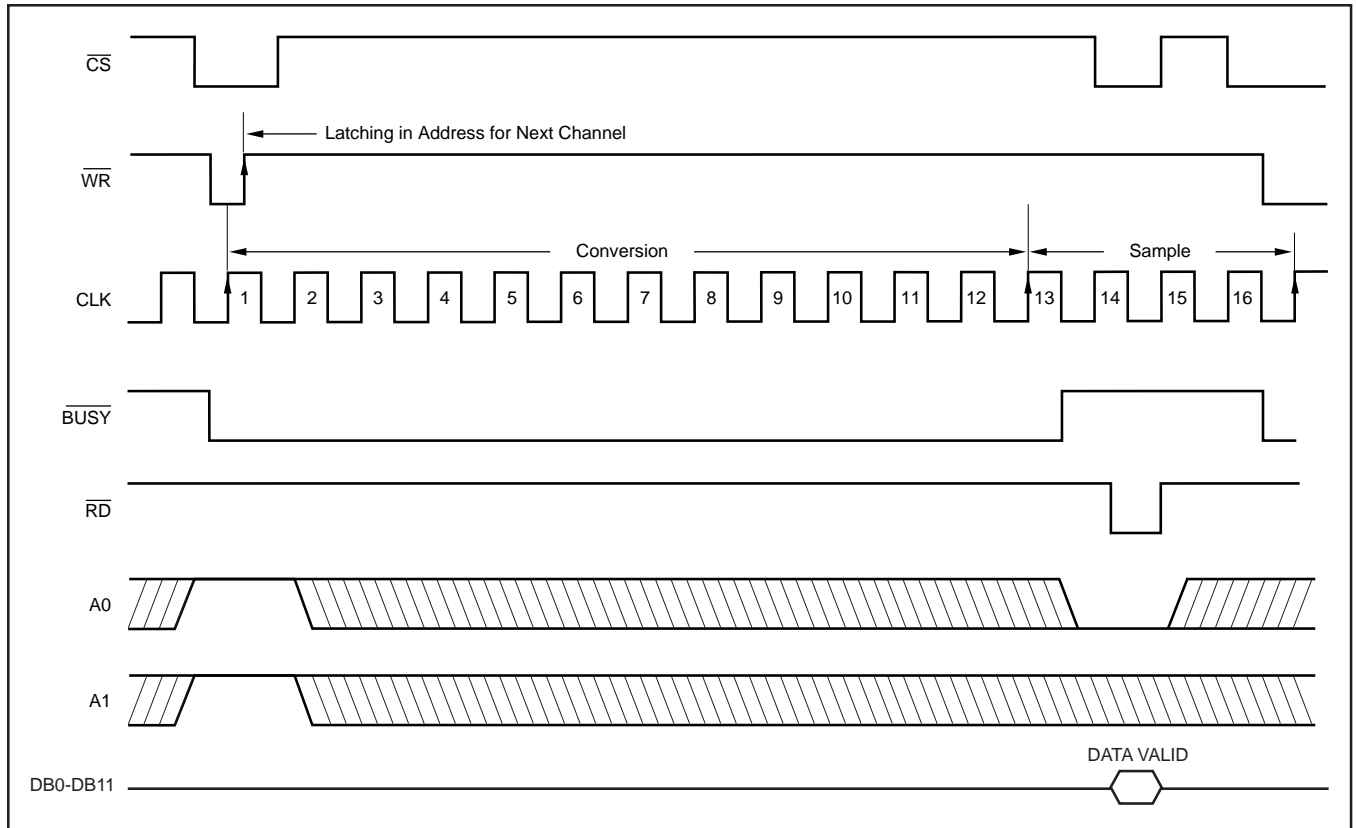 CS
Latching in Address for Next Channel
WR
Conversion
Sample
CLK
1 2 3 4 5 6 7 8 9 10 11 12 13 14 15 16
BUSY
RD
A0
A1
DATA VALID
DB0-DB11